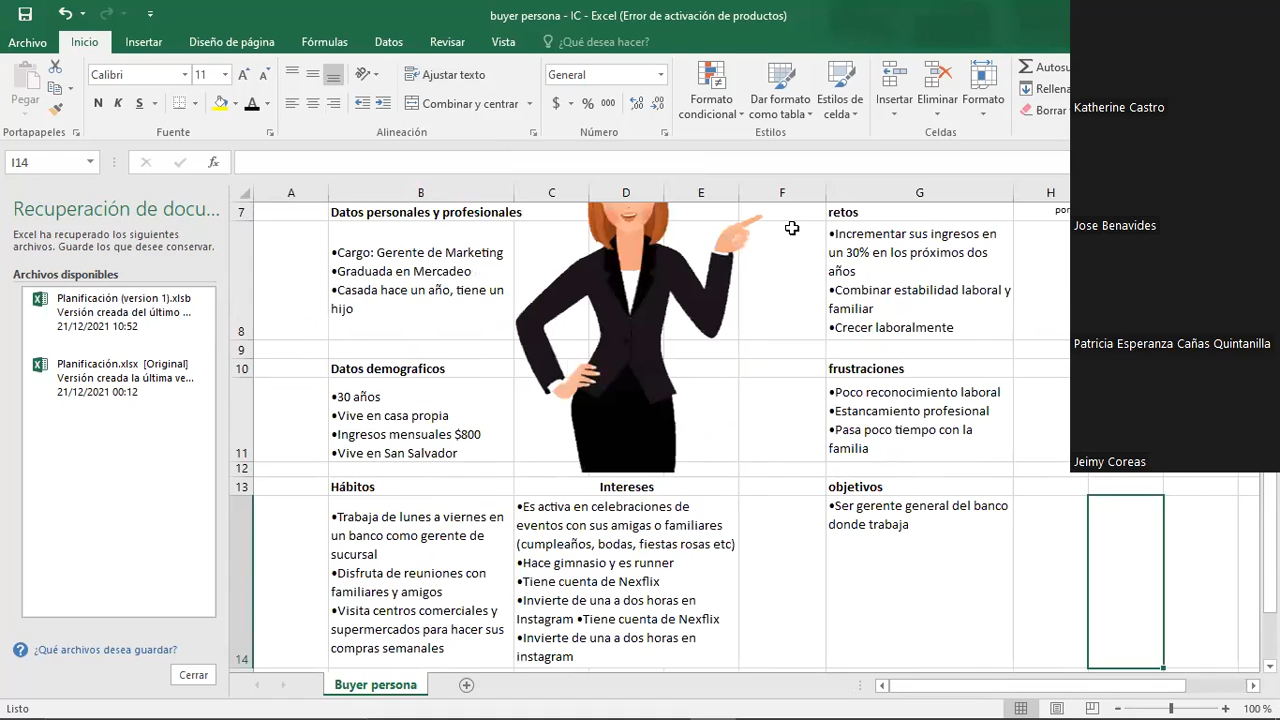 buyer persona - IC - Excel (Error de activación de productos)
Archivo Inicio Insertar Diseño de página Fórmulas Datos Revisar Vista ¿Qué desea hacer?
Pegar
Calibri 11
N K S
Ajustar texto
Combinar y centrar
General
$ % 000
Formato condicional
Dar formato como tabla
Estilos de celda
Insertar Eliminar Formato
Autosu
Rellena
Borrar
Portapapeles Fuente Alineación Número Estilos Celdas
I14
fx
Recuperación de docu...
Excel ha recuperado los siguientes
archivos. Guarde los que desee conservar.
Archivos disponibles
Planificación (version 1).xlsb
Versión creada del último ...
21/12/2021 10:52
Planificación.xlsx [Original]
Versión creada la última ve...
21/12/2021 00:12
¿Qué archivos desea guardar?
Cerrar
A B C D E F G H
7
Datos personales y profesionales
retos
por
8
•Cargo: Gerente de Marketing
•Graduada en Mercadeo
•Casada hace un año, tiene un
hijo
•Incrementar sus ingresos en
un 30% en los próximos dos
años
•Combinar estabilidad laboral y
familiar
•Crecer laboralmente
9
10
Datos demograficos
frustraciones
11
•30 años
•Vive en casa propia
•Ingresos mensuales $800
•Vive en San Salvador
•Poco reconocimiento laboral
•Estancamiento profesional
•Pasa poco tiempo con la
familia
12
13
Hábitos
Intereses
objetivos
14
•Trabaja de lunes a viernes en
un banco como gerente de
sucursal
•Disfruta de reuniones con
familiares y amigos
•Visita centros comerciales y
supermercados para hacer sus
compras semanales
•Es activa en celebraciones de
eventos con sus amigas o familiares
(cumpleaños, bodas, fiestas rosas etc)
•Hace gimnasio y es runner
•Tiene cuenta de Nexflix
•Invierte de una a dos horas en
Instagram •Tiene cuenta de Nexflix
•Invierte de una a dos horas en
instagram
•Ser gerente general del banco
donde trabaja
Katherine Castro
Jose Benavides
Patricia Esperanza Cañas Quintanilla
Jeimy Coreas
Buyer persona
Listo
100 %